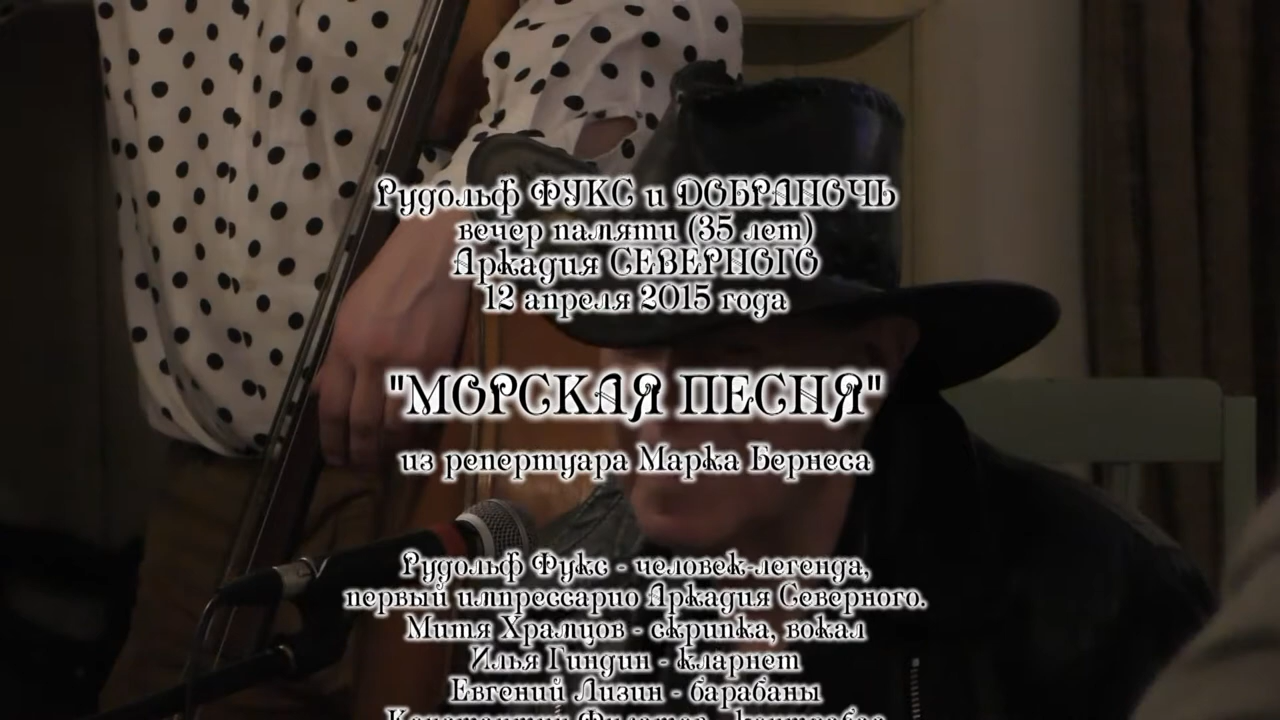 Рудольф ФУКС и ДОБРАНОЧЬ
вечер памяти (35 лет)
Аркадия СЕВЕРНОГО
12 апреля 2015 года
"МОРСКАЯ ПЕСНЯ"
из репертуара Марка Бернеса
Рудольф Фукс - человек-легенда,
первый импрессарио Аркадия Северного.
Митя Храмцов - скрипка, вокал
Илья Гиндин - кларнет
Евгений Лизин - барабаны